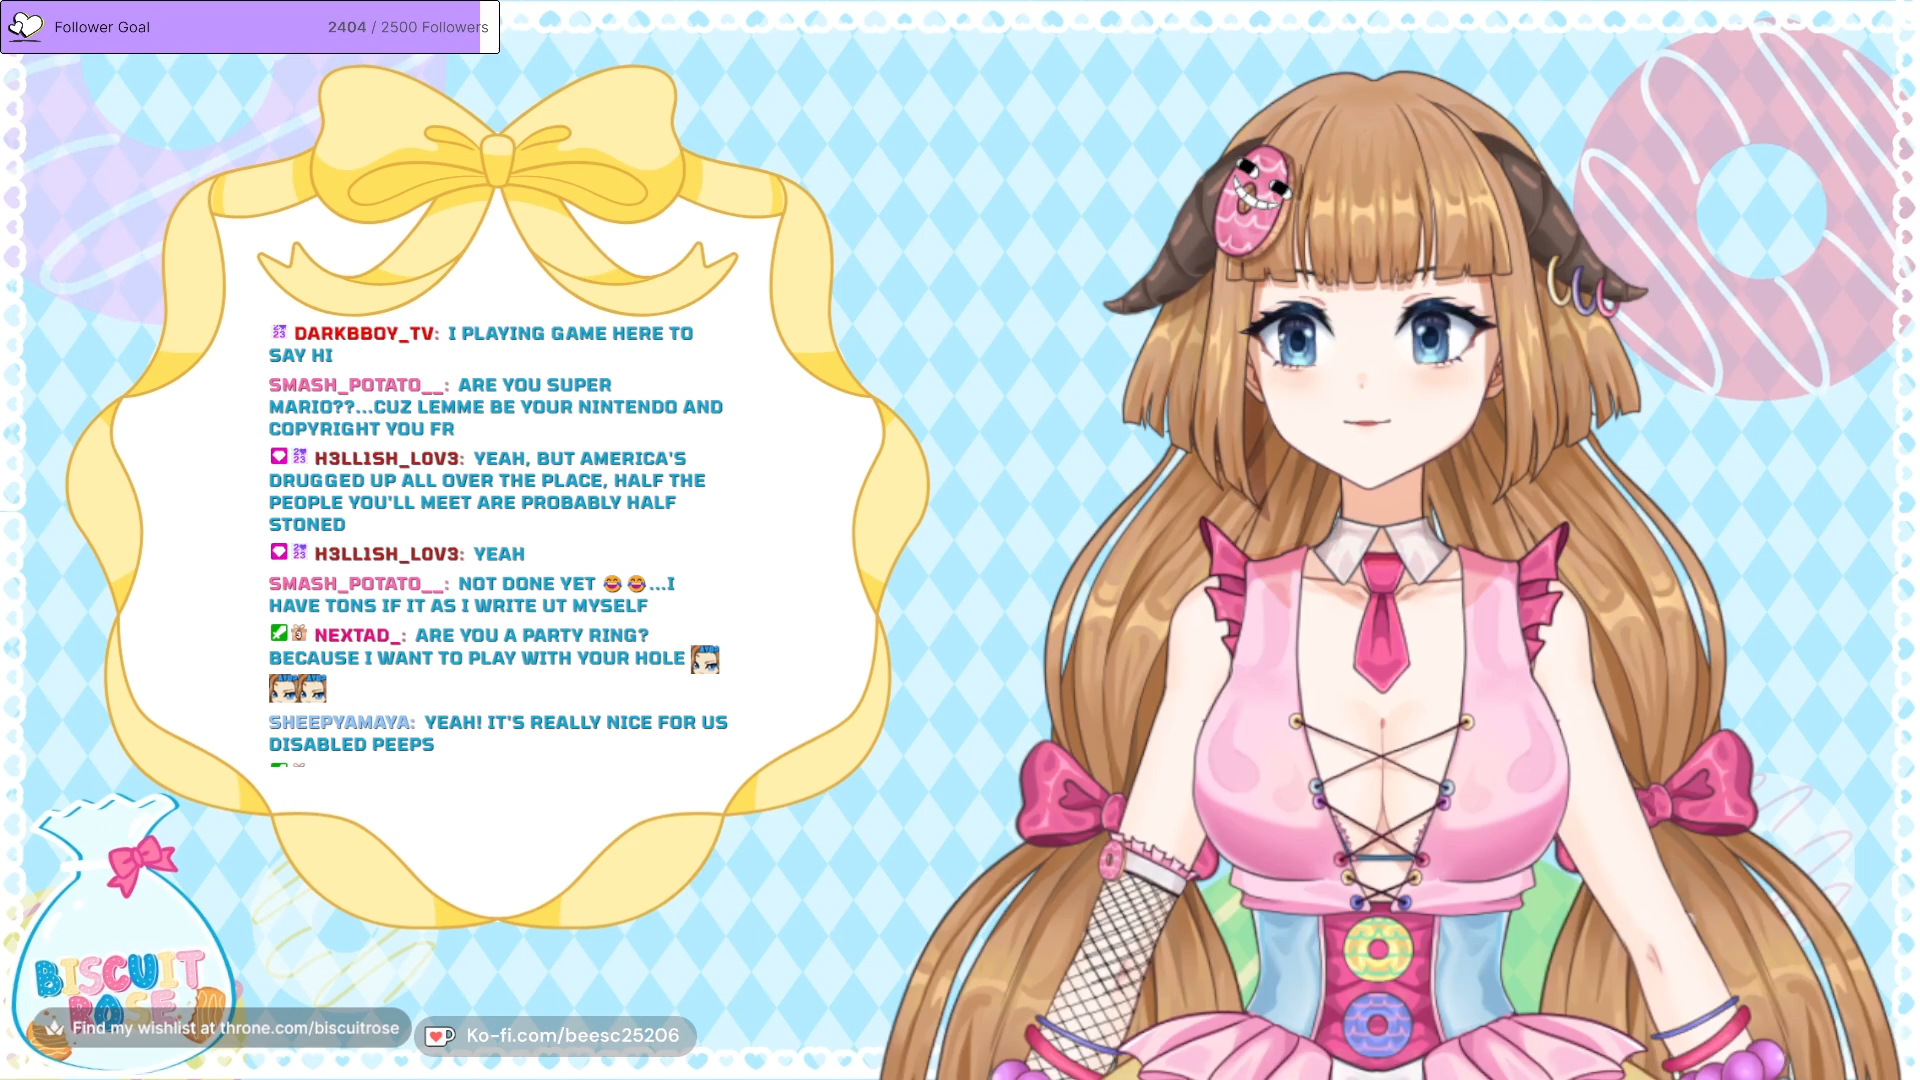 Follower Goal 2404 / 2500 Followers
DARKBBOY_TV: I PLAYING GAME HERE TO
SAY HI
SMASH_POTATO__: ARE YOU SUPER
MARIO??...CUZ LEMME BE YOUR NINTENDO AND
COPYRIGHT YOU FR
H3LL1SH_L0V3: YEAH, BUT AMERICA'S
DRUGGED UP ALL OVER THE PLACE, HALF THE
PEOPLE YOU'LL MEET ARE PROBABLY HALF
STONED
H3LL1SH_L0V3: YEAH
SMASH_POTATO__: NOT DONE YET 😂😂...I
HAVE TONS IF IT AS I WRITE UT MYSELF
NEXTAD_: ARE YOU A PARTY RING?
BECAUSE I WANT TO PLAY WITH YOUR HOLE
SHEEPYAMAYA: YEAH! IT'S REALLY NICE FOR US
DISABLED PEEPS
BISCUIT
ROSE
Find my wishlist at throne.com/biscuitrose
Ko-fi.com/beesc25206